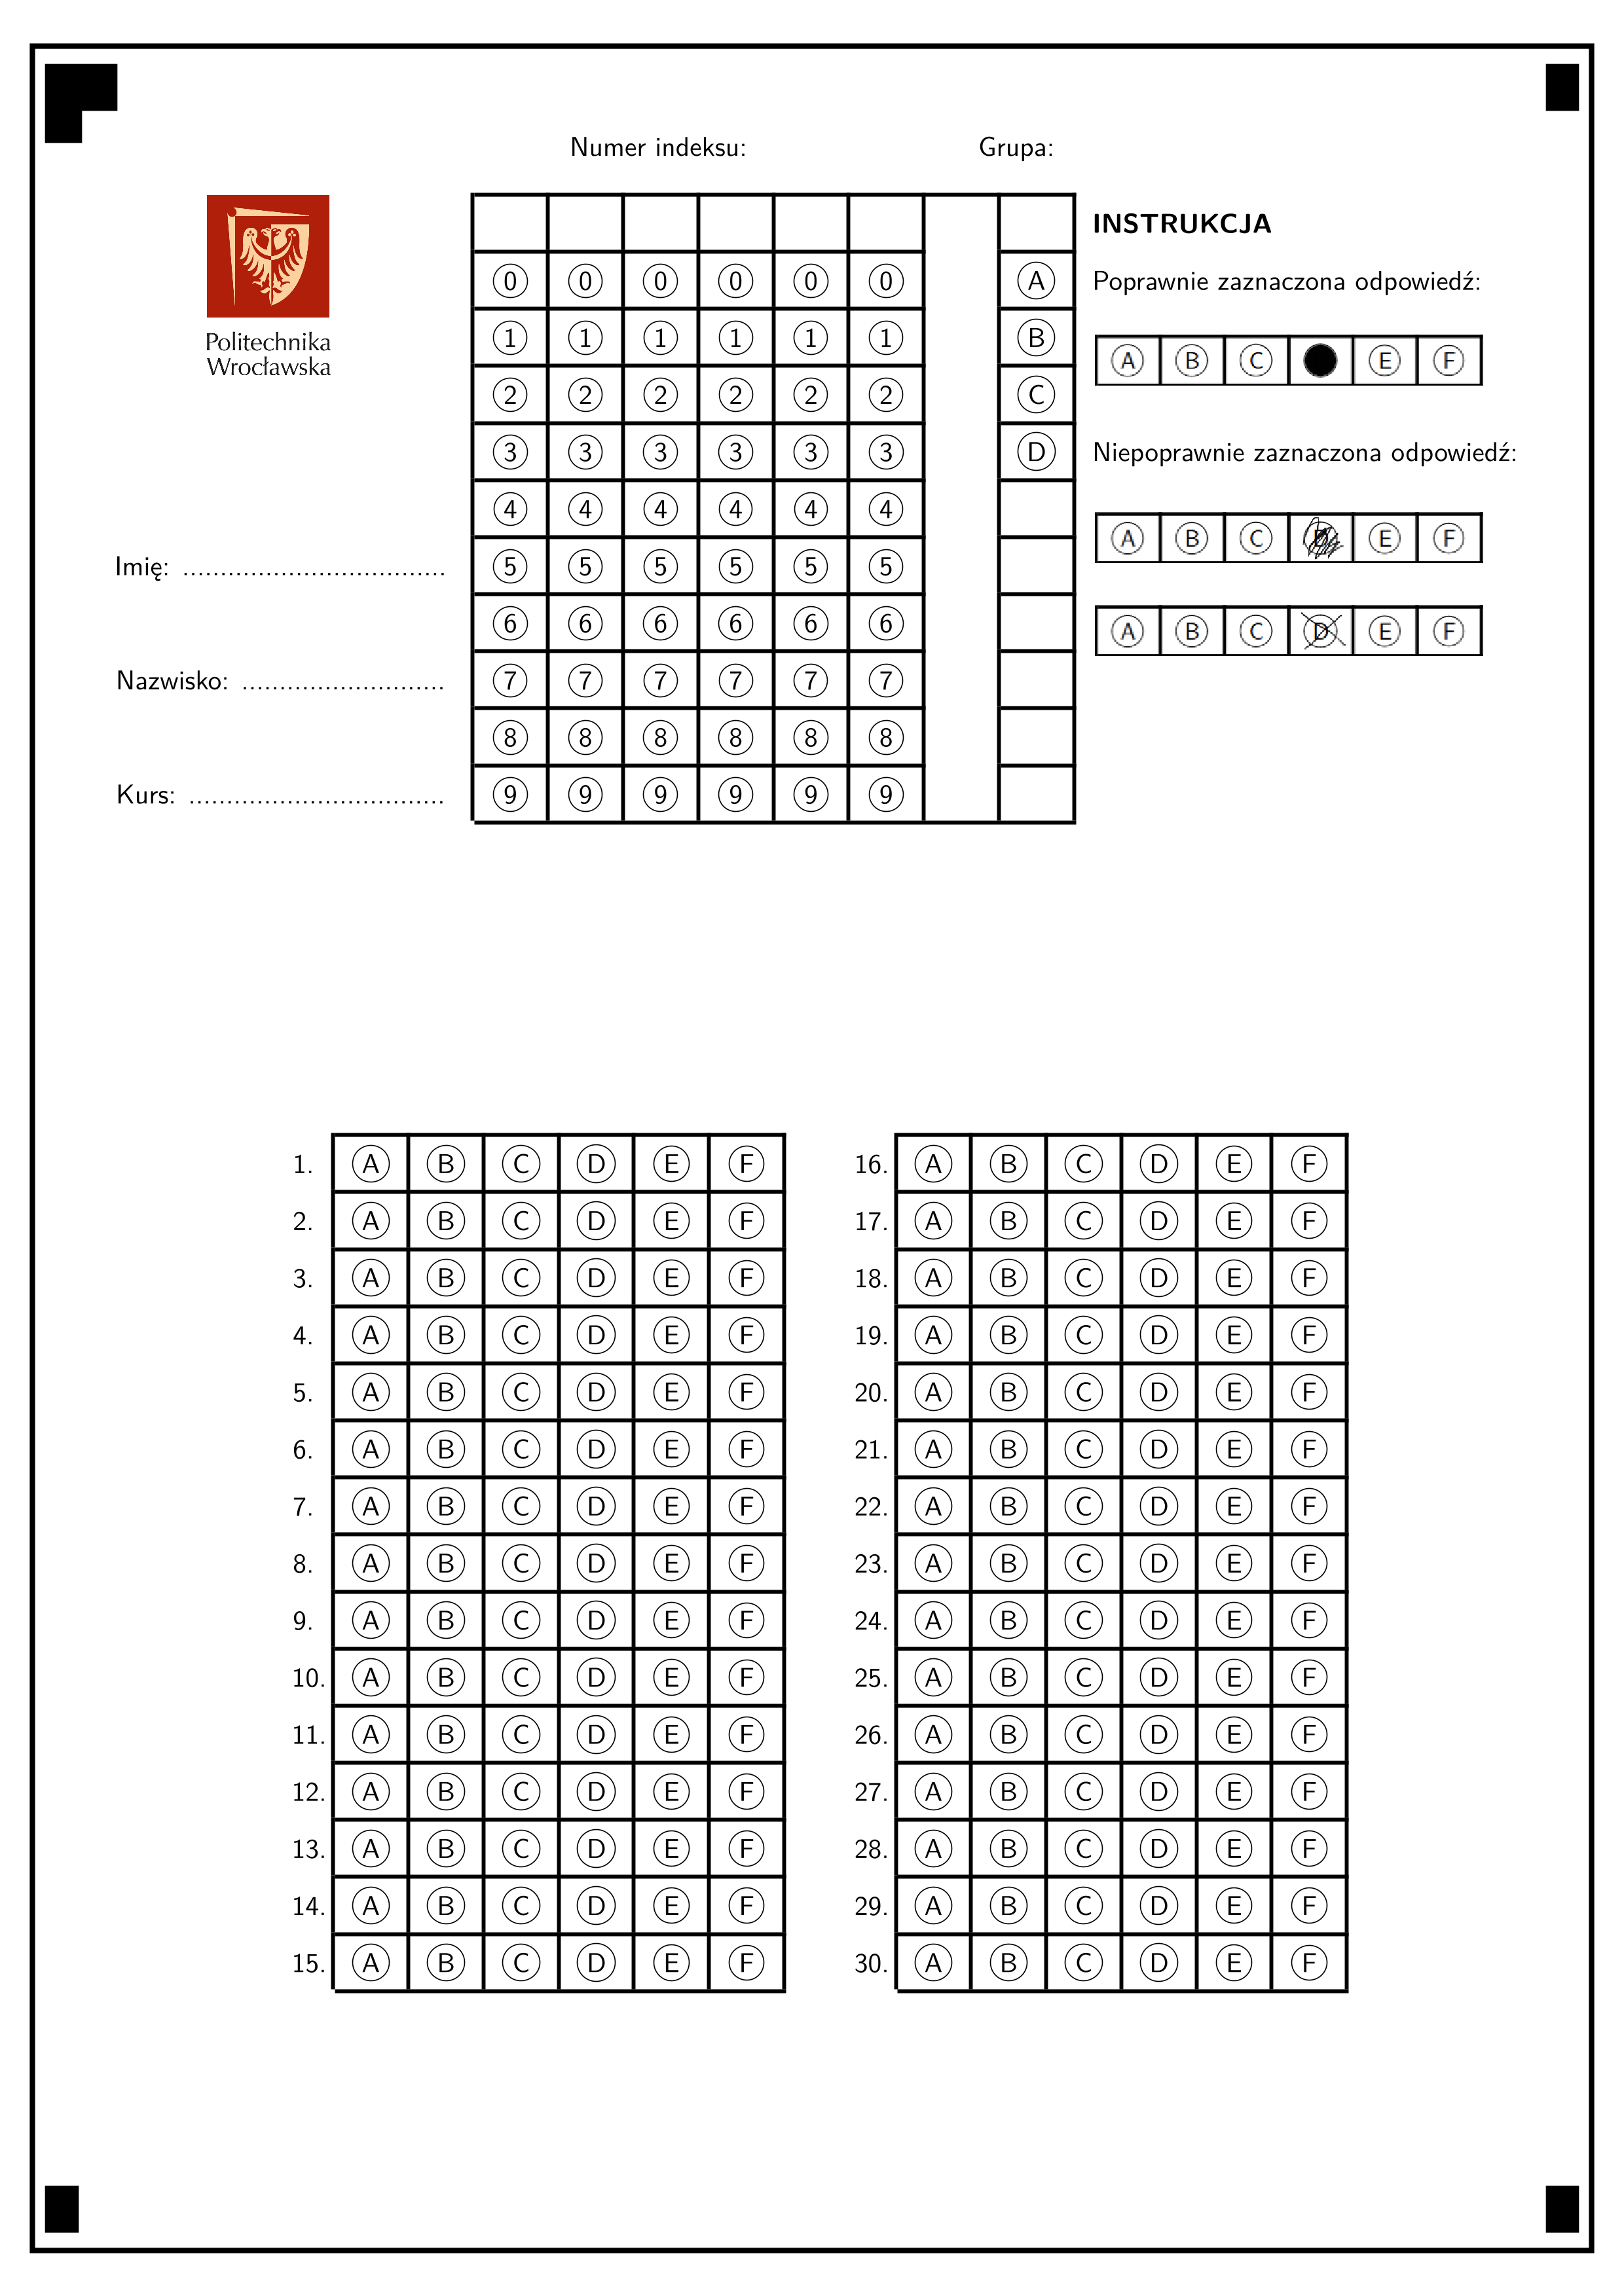 Numer indeksu: Grupa:
Politechnika
Wrocławska
INSTRUKCJA
Poprawnie zaznaczona odpowiedź:
A B C E F
Niepoprawnie zaznaczona odpowiedź:
A B C D E F
A B C D E F
0 0 0 0 0 0 A
1 1 1 1 1 1 B
2 2 2 2 2 2 C
3 3 3 3 3 3 D
4 4 4 4 4 4
5 5 5 5 5 5
6 6 6 6 6 6
7 7 7 7 7 7
8 8 8 8 8 8
9 9 9 9 9 9
Imię: ...................................
Nazwisko: ...........................
Kurs: ..................................
1. A B C D E F
2. A B C D E F
3. A B C D E F
4. A B C D E F
5. A B C D E F
6. A B C D E F
7. A B C D E F
8. A B C D E F
9. A B C D E F
10. A B C D E F
11. A B C D E F
12. A B C D E F
13. A B C D E F
14. A B C D E F
15. A B C D E F
16. A B C D E F
17. A B C D E F
18. A B C D E F
19. A B C D E F
20. A B C D E F
21. A B C D E F
22. A B C D E F
23. A B C D E F
24. A B C D E F
25. A B C D E F
26. A B C D E F
27. A B C D E F
28. A B C D E F
29. A B C D E F
30. A B C D E F